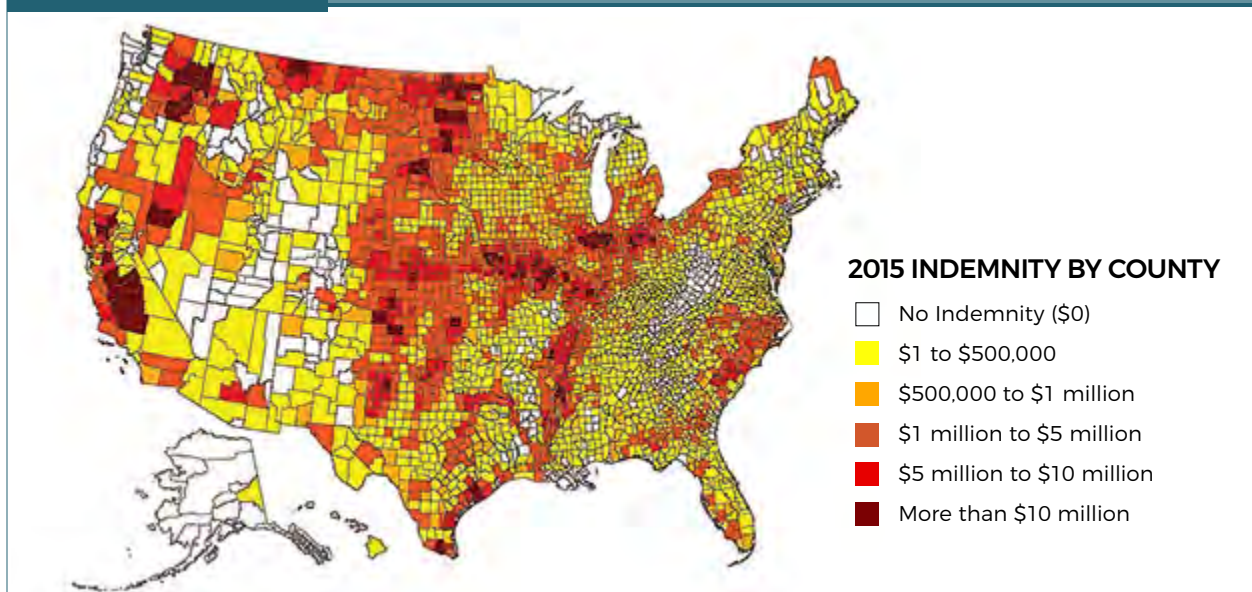 2015 INDEMNITY BY COUNTY
No Indemnity ($0)
$1 to $500,000
$500,000 to $1 million
$1 million to $5 million
$5 million to $10 million
More than $10 million